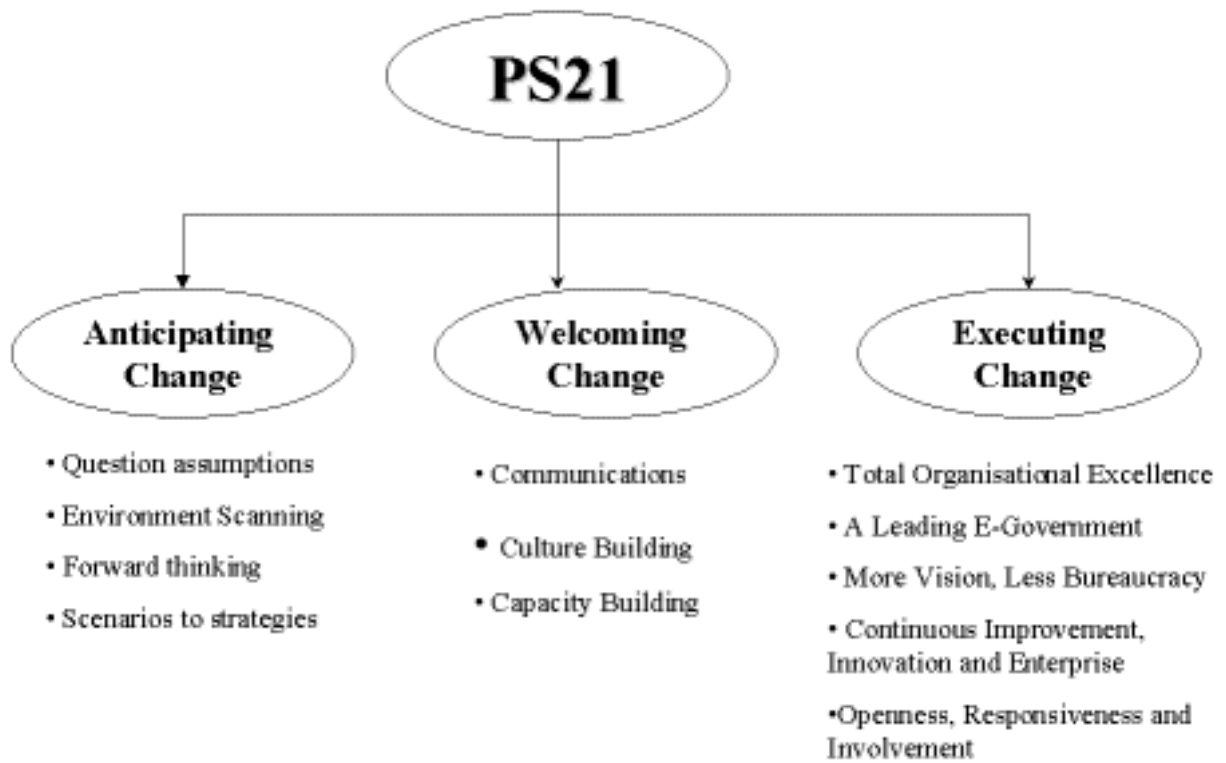 PS21
Anticipating
Change
• Question assumptions
• Environment Scanning
• Forward thinking
• Scenarios to strategies
Welcoming
Change
• Communications
• Culture Building
• Capacity Building
Executing
Change
• Total Organisational Excellence
• A Leading E-Government
• More Vision, Less Bureaucracy
• Continuous Improvement,
Innovation and Enterprise
•Openness, Responsiveness and
Involvement